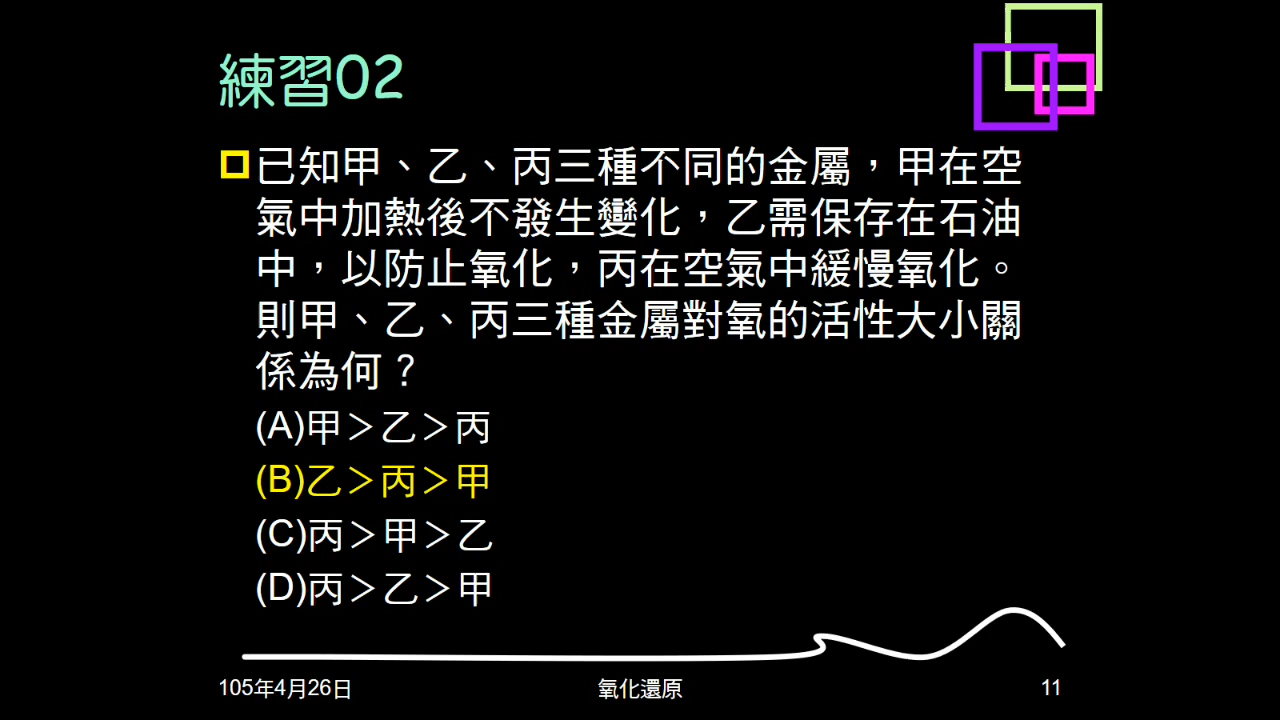 練習02
已知甲、乙、丙三種不同的金屬，甲在空
氣中加熱後不發生變化，乙需保存在石油
中，以防止氧化，丙在空氣中緩慢氧化。
則甲、乙、丙三種金屬對氧的活性大小關
係為何？
(A)甲＞乙＞丙
(B)乙＞丙＞甲
(C)丙＞甲＞乙
(D)丙＞乙＞甲
105年4月26日
氧化還原
11